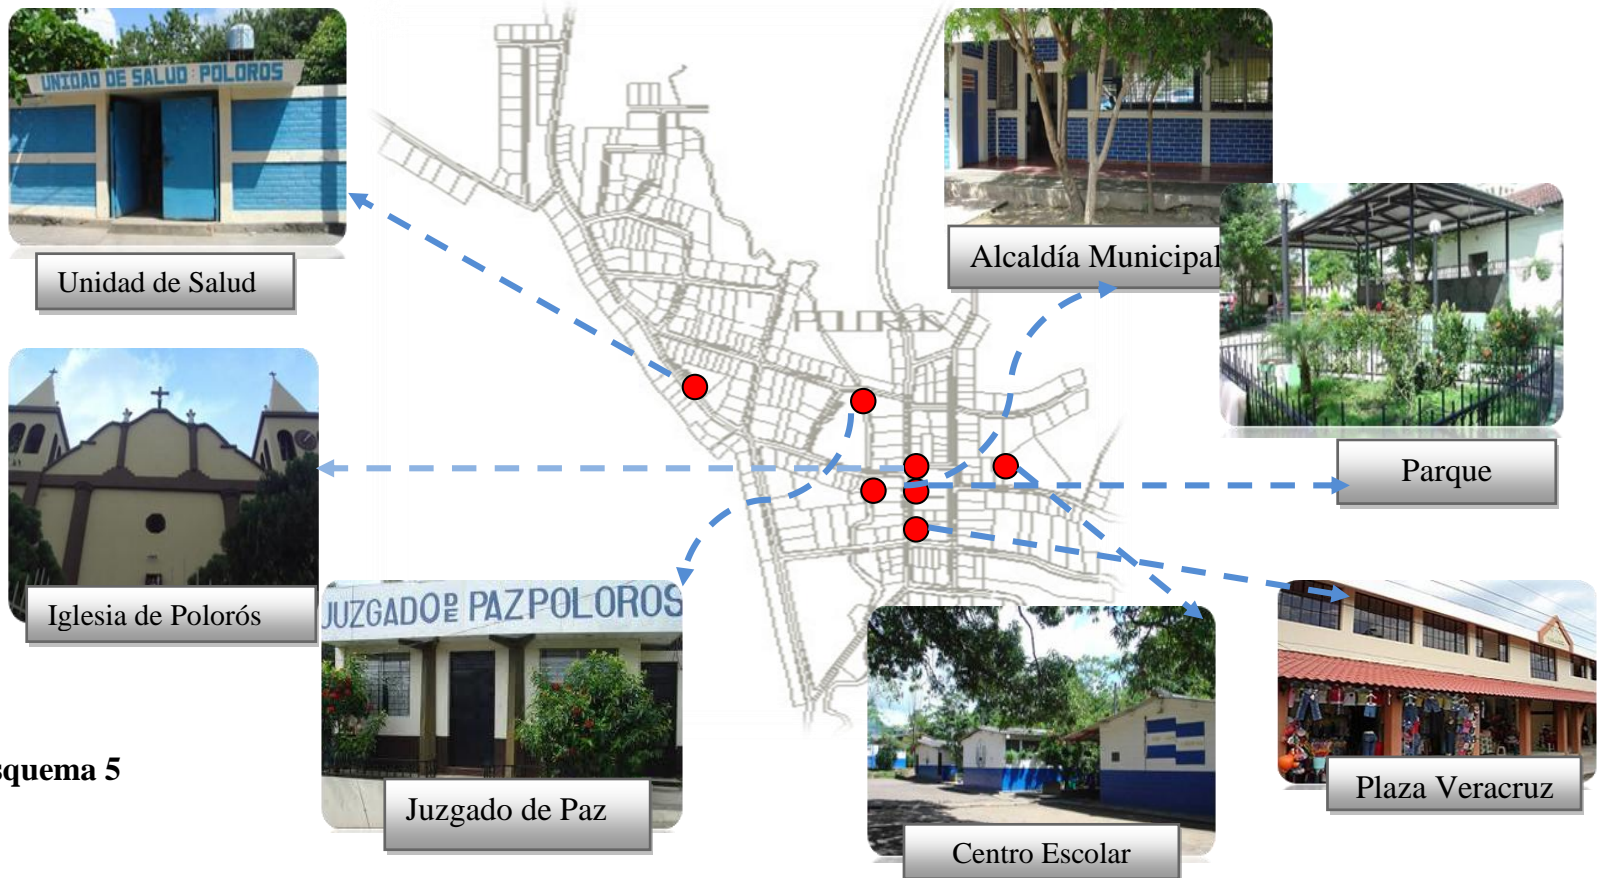 UNIDAD DE SALUD : POLOROS
Unidad de Salud
Alcaldía Municipal
POLOROS
Parque
Iglesia de Polorós
JUZGADO DE PAZ POLOROS
Juzgado de Paz
Centro Escolar
Plaza Veracruz
squema 5